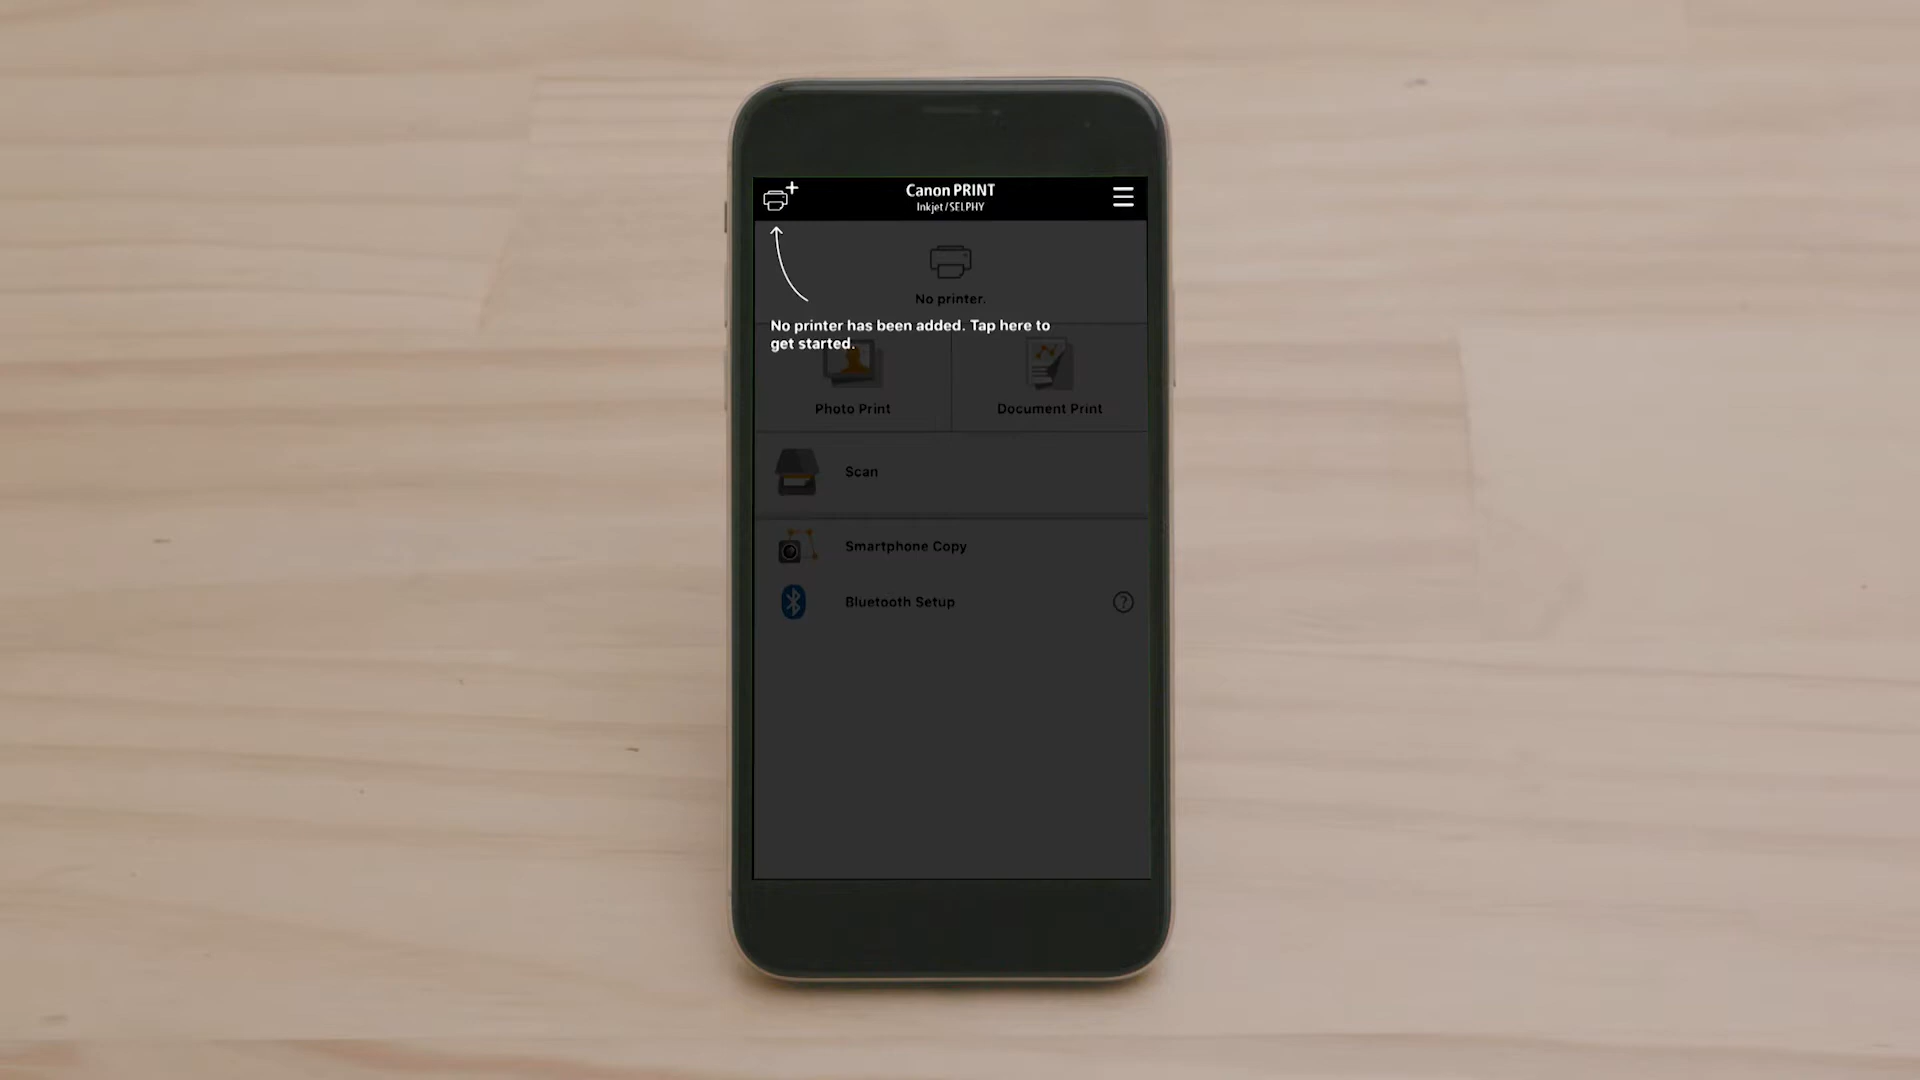 Canon PRINT
Inkjet/SELPHY
No printer.
No printer has been added. Tap here to
get started.
Photo Print
Document Print
Scan
Smartphone Copy
Bluetooth Setup
?